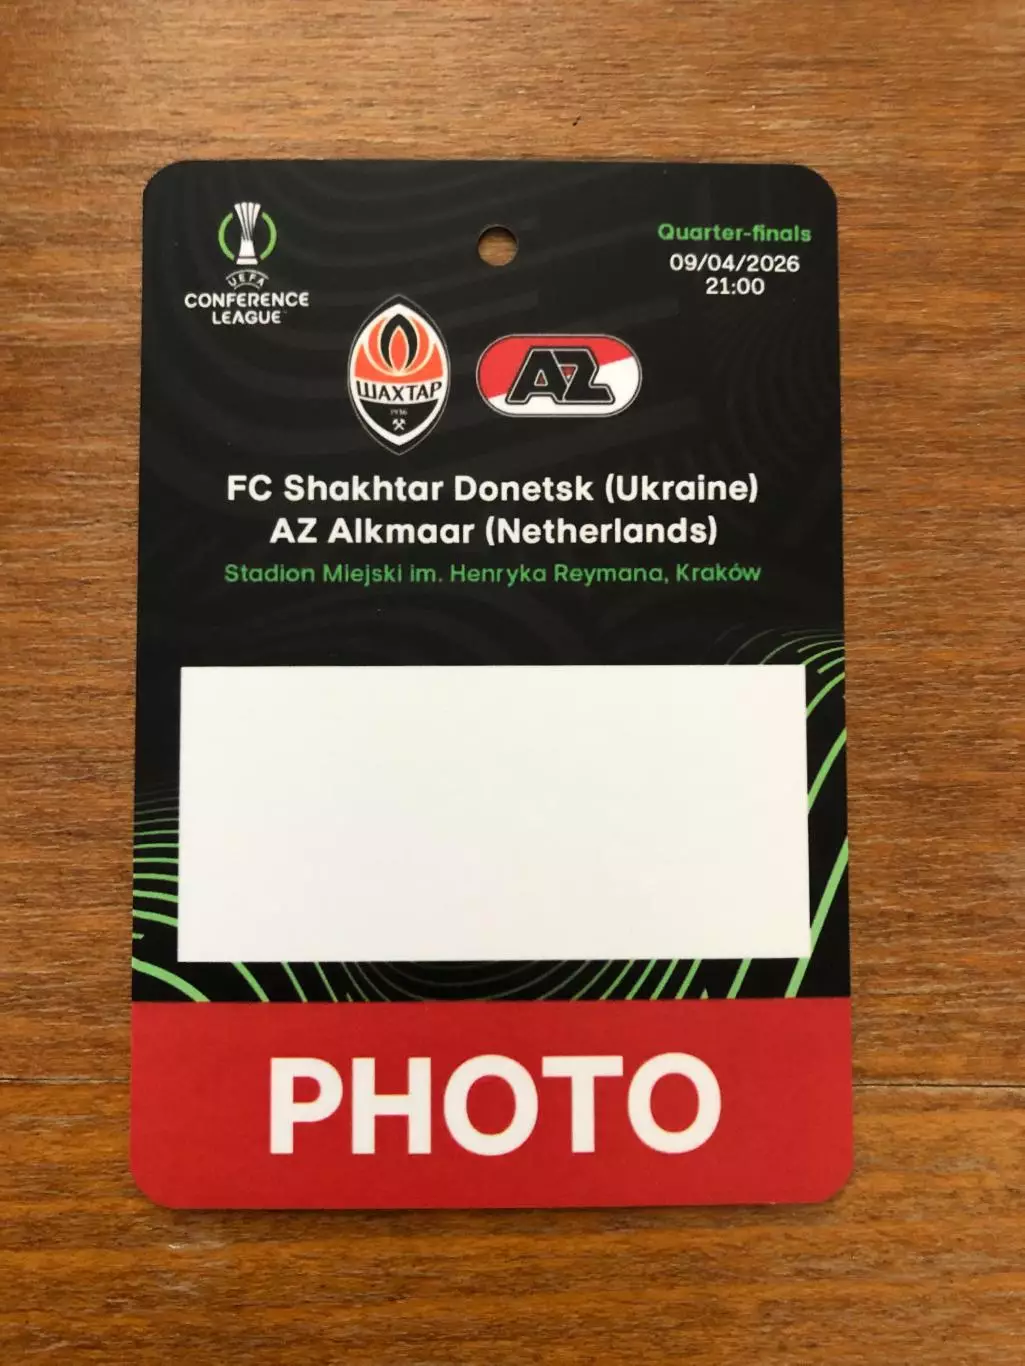 Quarter-finals
09/04/2026
21:00
UEFA
CONFERENCE
LEAGUE
ШАХТАР
1936
AZ
FC Shakhtar Donetsk (Ukraine)
AZ Alkmaar (Netherlands)
Stadion Miejski im. Henryka Reymana, Kraków
PHOTO